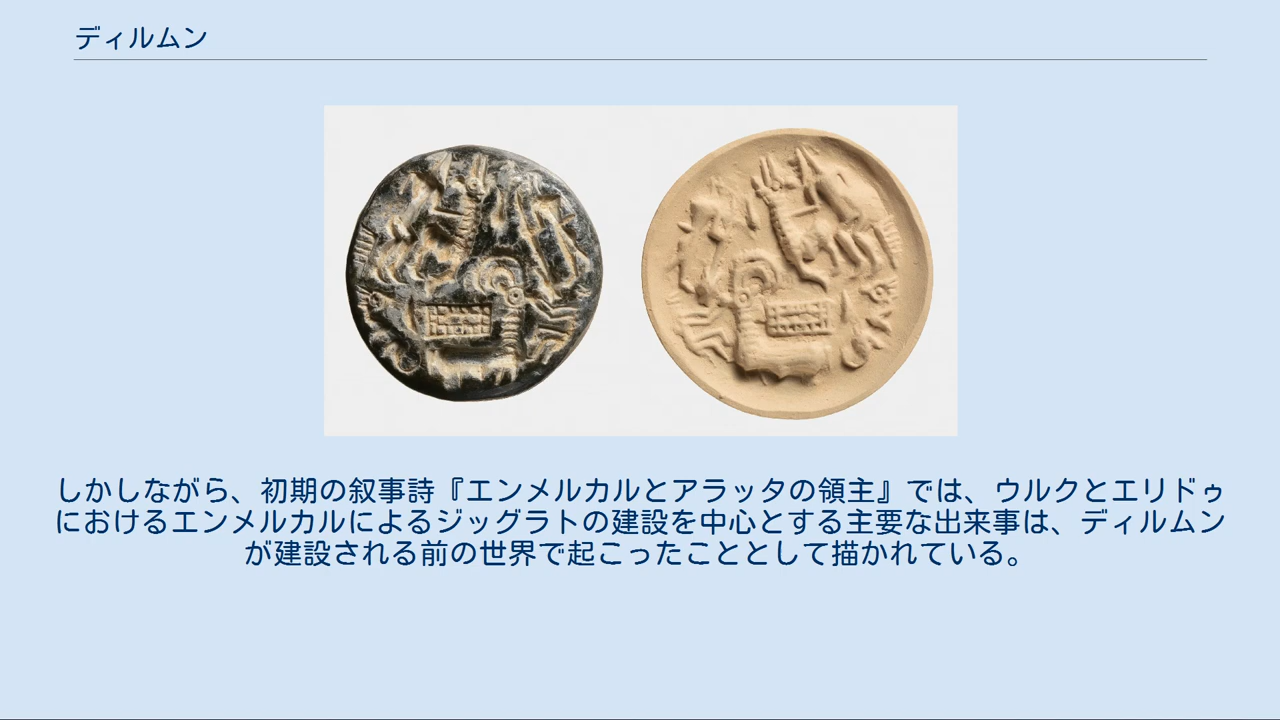 ディルムン
しかしながら、初期の叙事詩『エンメルカルとアラッタの領主』では、ウルクとエリドゥ
におけるエンメルカルによるジッグラトの建設を中心とする主要な出来事は、ディルムン
が建設される前の世界で起こったこととして描かれている。